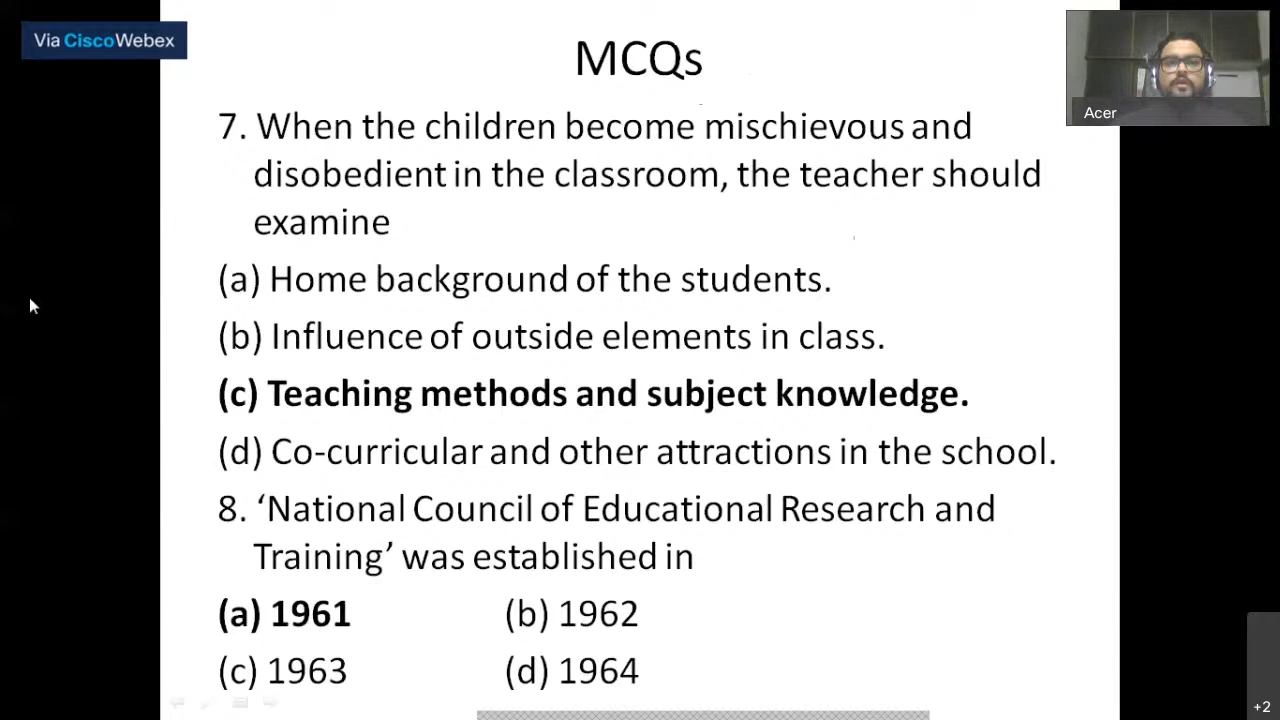 Via CiscoWebex
MCQs
Acer
7. When the children become mischievous and
disobedient in the classroom, the teacher should
examine
(a) Home background of the students.
(b) Influence of outside elements in class.
(c) Teaching methods and subject knowledge.
(d) Co-curricular and other attractions in the school.
8. ‘National Council of Educational Research and
Training’ was established in
(a) 1961 (b) 1962
(c) 1963 (d) 1964
+2